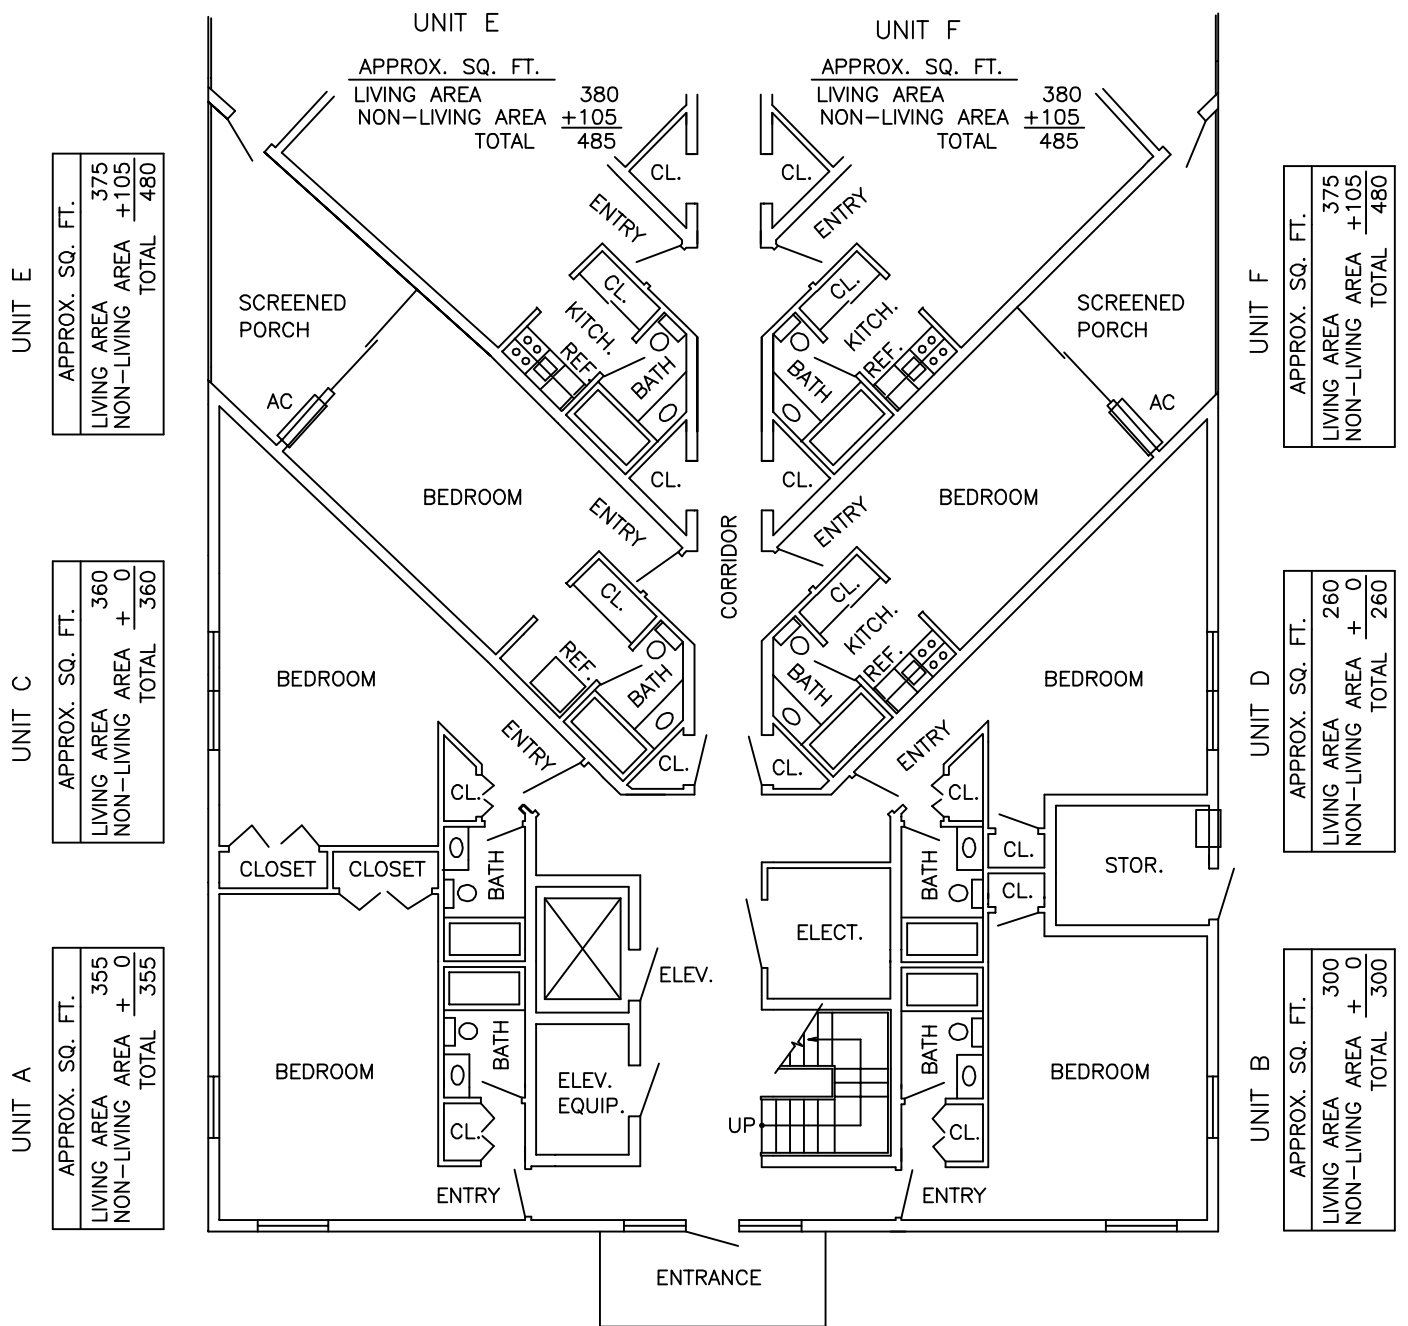 UNIT E
APPROX. SQ. FT.
LIVING AREA 380
NON-LIVING AREA +105
TOTAL 485
UNIT F
APPROX. SQ. FT.
LIVING AREA 380
NON-LIVING AREA +105
TOTAL 485
UNIT E
APPROX. SQ. FT.
LIVING AREA 375
NON-LIVING AREA +105
TOTAL 480
UNIT F
APPROX. SQ. FT.
LIVING AREA 375
NON-LIVING AREA +105
TOTAL 480
CL.
CL.
ENTRY
ENTRY
CL.
CL.
SCREENED
PORCH
KITCH.
REF.
BATH
KITCH.
REF.
BATH
SCREENED
PORCH
AC
AC
CL.
CL.
BEDROOM
ENTRY
CORRIDOR
ENTRY
BEDROOM
UNIT C
APPROX. SQ. FT.
LIVING AREA 360
NON-LIVING AREA + 0
TOTAL 360
UNIT D
APPROX. SQ. FT.
LIVING AREA 260
NON-LIVING AREA + 0
TOTAL 260
CL.
CL.
KITCH.
REF.
BATH
REF.
BATH
BEDROOM
BEDROOM
ENTRY
CL.
CL.
ENTRY
CL.
CL.
CLOSET
CLOSET
BATH
BATH
CL.
STOR.
CL.
ELECT.
ELEV.
UNIT A
APPROX. SQ. FT.
LIVING AREA 355
NON-LIVING AREA + 0
TOTAL 355
UNIT B
APPROX. SQ. FT.
LIVING AREA 300
NON-LIVING AREA + 0
TOTAL 300
BEDROOM
BATH
ELEV.
EQUIP.
BATH
BEDROOM
UP
CL.
CL.
ENTRY
ENTRY
ENTRANCE